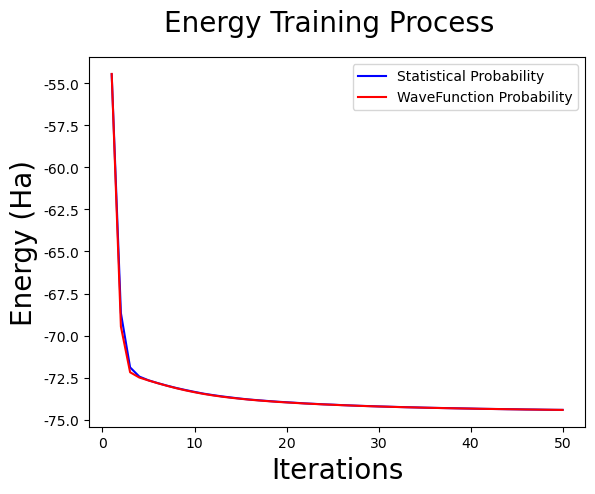 Energy Training Process
Statistical Probability
WaveFunction Probability
Energy (Ha)
-55.0
-57.5
-60.0
-62.5
-65.0
-67.5
-70.0
-72.5
-75.0
0 10 20 30 40 50
Iterations